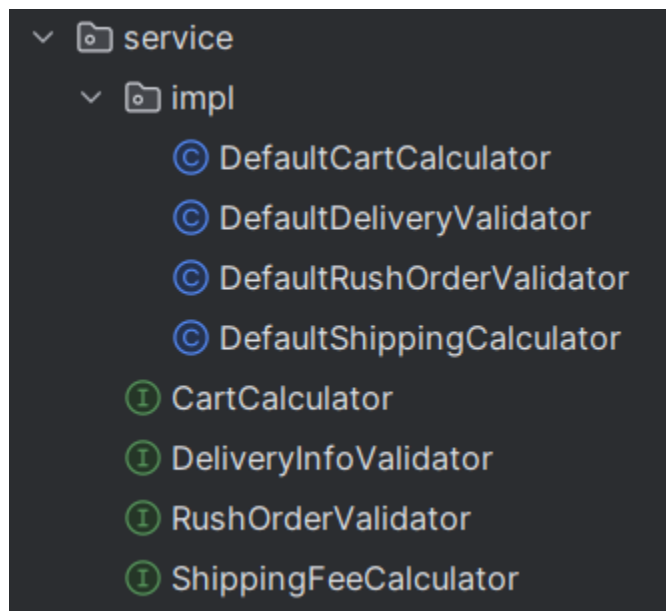 service
impl
C DefaultCartCalculator
C DefaultDeliveryValidator
C DefaultRushOrderValidator
C DefaultShippingCalculator
I CartCalculator
I DeliveryInfoValidator
I RushOrderValidator
I ShippingFeeCalculator